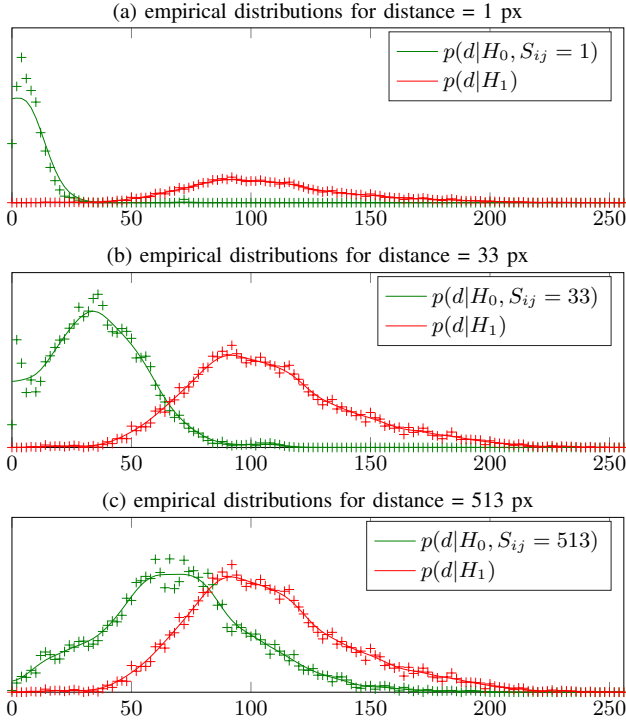 (a) empirical distributions for distance = 1 px
p(d|H₀, Sᵢⱼ = 1)
p(d|H₁)
0 50 100 150 200 250
(b) empirical distributions for distance = 33 px
p(d|H₀, Sᵢⱼ = 33)
p(d|H₁)
0 50 100 150 200 250
(c) empirical distributions for distance = 513 px
p(d|H₀, Sᵢⱼ = 513)
p(d|H₁)
0 50 100 150 200 250